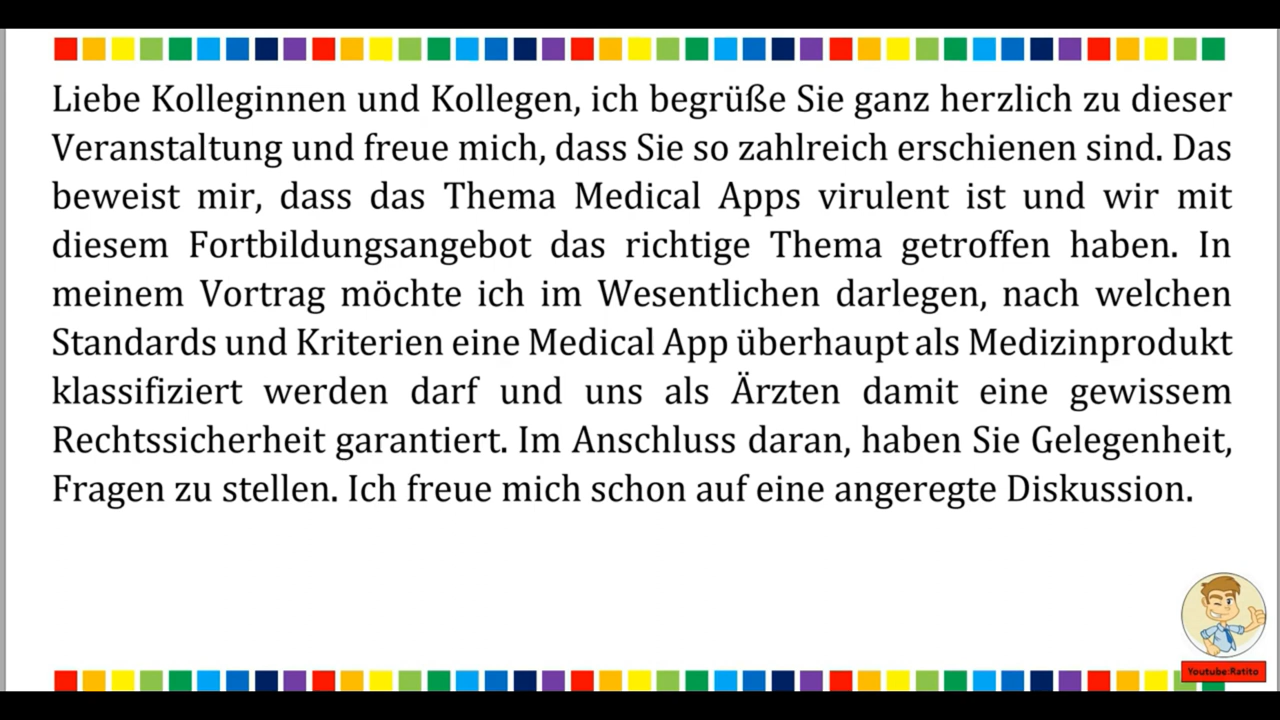 Liebe Kolleginnen und Kollegen, ich begrüße Sie ganz herzlich zu dieser
Veranstaltung und freue mich, dass Sie so zahlreich erschienen sind. Das
beweist mir, dass das Thema Medical Apps virulent ist und wir mit
diesem Fortbildungsangebot das richtige Thema getroffen haben. In
meinem Vortrag möchte ich im Wesentlichen darlegen, nach welchen
Standards und Kriterien eine Medical App überhaupt als Medizinprodukt
klassifiziert werden darf und uns als Ärzten damit eine gewissem
Rechtssicherheit garantiert. Im Anschluss daran, haben Sie Gelegenheit,
Fragen zu stellen. Ich freue mich schon auf eine angeregte Diskussion.
Youtube:Ratito